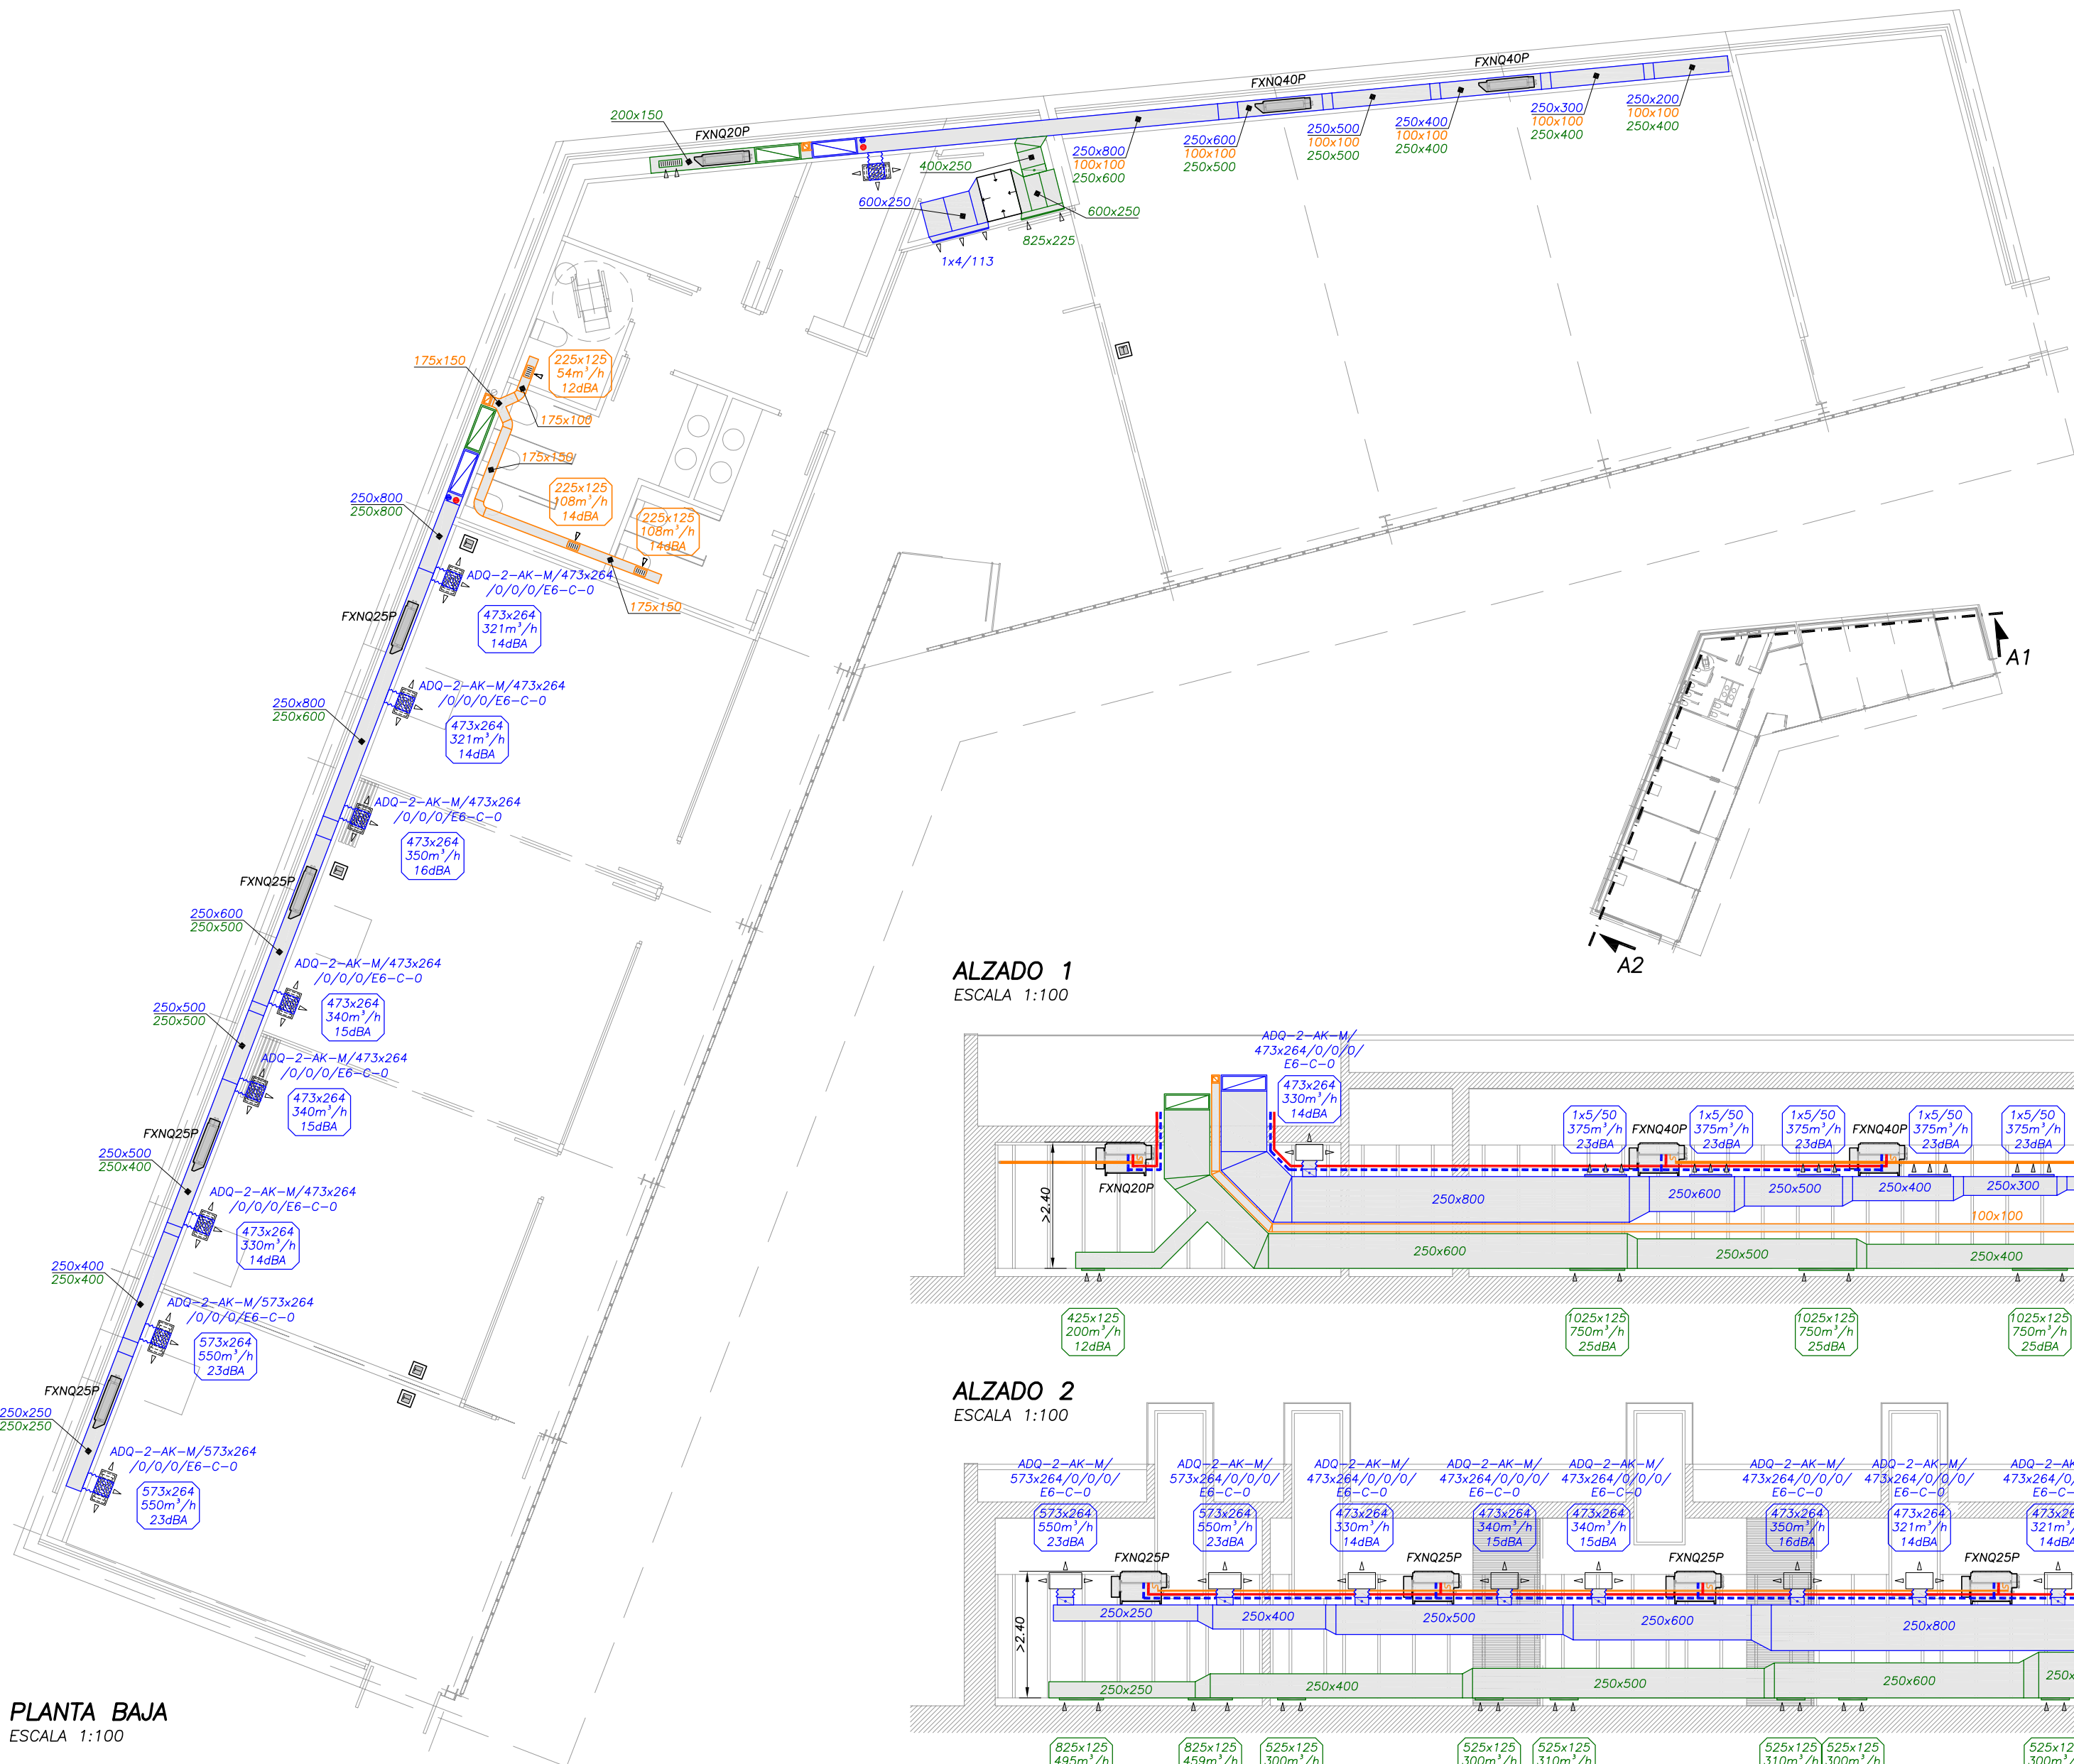 FXNQ40P
FXNQ40P
250x200
100x100
250x400
250x300
100x100
250x400
250x400
100x100
250x400
250x500
100x100
250x500
250x600
100x100
250x500
250x800
100x100
250x600
200x150
FXNQ20P
400x250
600x250
600x250
825x225
1x4/113
175x150
225x125
54m³/h
12dBA
175x100
175x150
225x125
108m³/h
14dBA
225x125
108m³/h
14dBA
175x150
250x800
250x800
ADQ-2-AK-M/473x264
/0/0/0/E6-C-0
473x264
321m³/h
14dBA
FXNQ25P
ADQ-2-AK-M/473x264
/0/0/0/E6-C-0
473x264
321m³/h
14dBA
250x800
250x600
ADQ-2-AK-M/473x264
/0/0/0/E6-C-0
473x264
350m³/h
16dBA
FXNQ25P
250x600
250x500
ADQ-2-AK-M/473x264
/0/0/0/E6-C-0
473x264
340m³/h
15dBA
250x500
250x500
ADQ-2-AK-M/473x264
/0/0/0/E6-C-0
473x264
340m³/h
15dBA
FXNQ25P
250x500
250x400
ADQ-2-AK-M/473x264
/0/0/0/E6-C-0
473x264
330m³/h
14dBA
250x400
250x400
ADQ-2-AK-M/573x264
/0/0/0/E6-C-0
573x264
550m³/h
23dBA
FXNQ25P
250x250
250x250
ADQ-2-AK-M/573x264
/0/0/0/E6-C-0
573x264
550m³/h
23dBA
PLANTA BAJA
ESCALA 1:100
A1
A2
ALZADO 1
ESCALA 1:100
ADQ-2-AK-M/
473x264/0/0/0/
E6-C-0
473x264
330m³/h
14dBA
1x5/50
375m³/h
23dBA
FXNQ40P
1x5/50
375m³/h
23dBA
1x5/50
375m³/h
23dBA
FXNQ40P
1x5/50
375m³/h
23dBA
1x5/50
375m³/h
23dBA
FXNQ20P
>2.40
250x800
250x600
250x500
250x400
250x300
100x100
250x600
250x500
250x400
425x125
200m³/h
12dBA
1025x125
750m³/h
25dBA
1025x125
750m³/h
25dBA
1025x125
750m³/h
25dBA
ALZADO 2
ESCALA 1:100
ADQ-2-AK-M/
573x264/0/0/0/
E6-C-0
573x264
550m³/h
23dBA
ADQ-2-AK-M/
573x264/0/0/0/
E6-C-0
573x264
550m³/h
23dBA
ADQ-2-AK-M/
473x264/0/0/0/
E6-C-0
473x264
330m³/h
14dBA
ADQ-2-AK-M/
473x264/0/0/0/
E6-C-0
473x264
340m³/h
15dBA
ADQ-2-AK-M/
473x264/0/0/0/
E6-C-0
473x264
340m³/h
15dBA
ADQ-2-AK-M/
473x264/0/0/0/
E6-C-0
473x264
350m³/h
16dBA
ADQ-2-AK-M/
473x264/0/0/0/
E6-C-0
473x264
321m³/h
14dBA
E6-C-0
FXNQ25P
FXNQ25P
FXNQ25P
FXNQ25P
>2.40
250x250
250x400
250x500
250x600
250x800
250x250
250x400
250x500
250x600
825x125
495m³/h
825x125
459m³/h
525x125
300m³/h
525x125
300m³/h
525x125
310m³/h
525x125
310m³/h
525x125
300m³/h